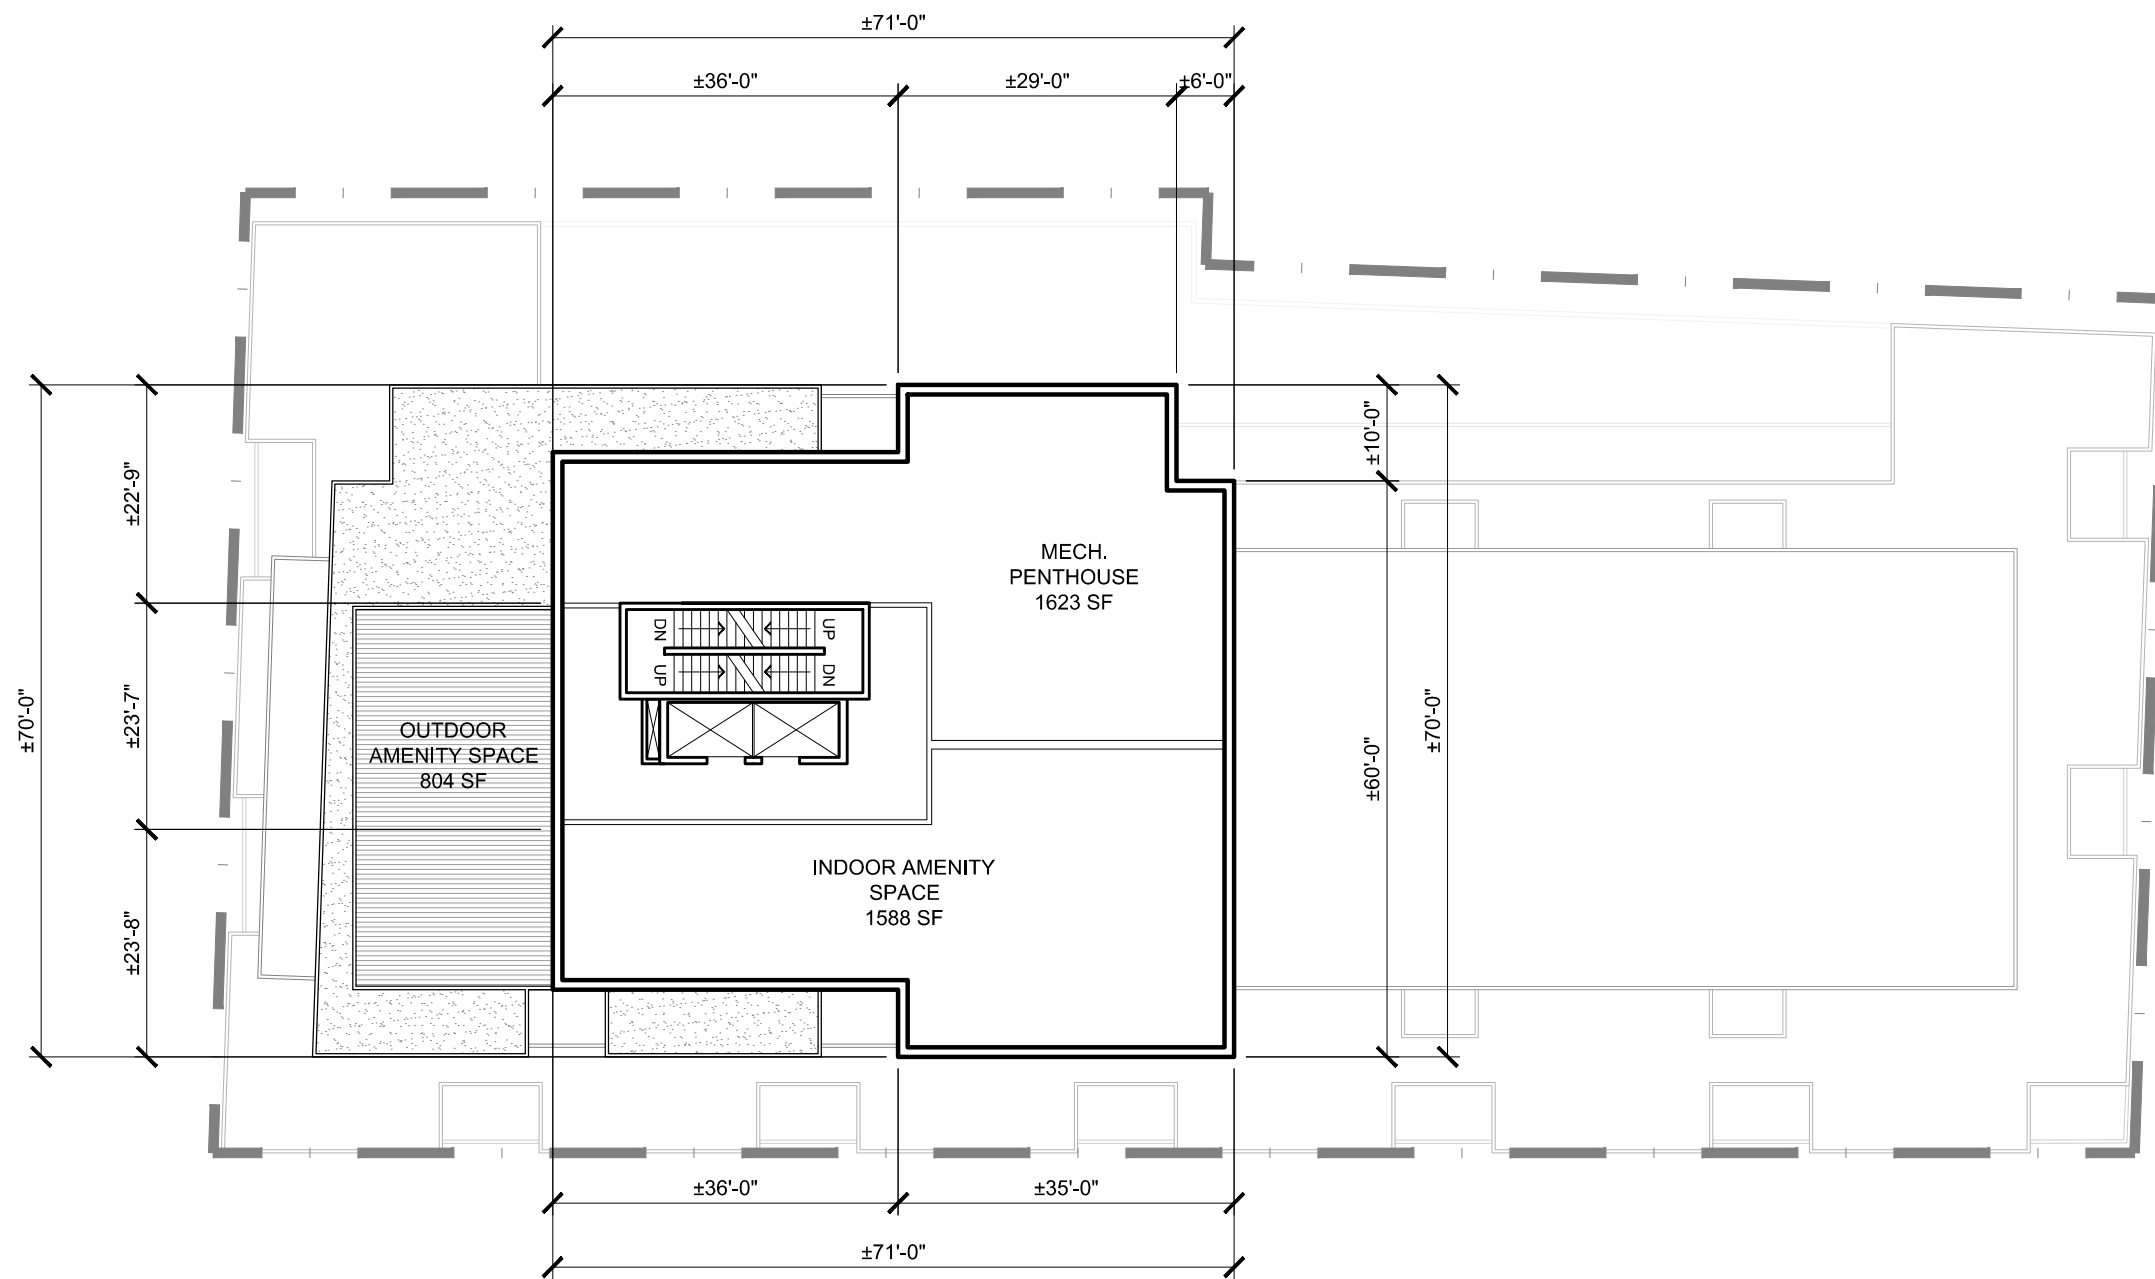 ±71'-0"
±36'-0"
±29'-0"
±6'-0"
±10'-0"
±22'-9"
MECH.
PENTHOUSE
1623 SF
DN
UP
UP
DN
±70'-0"
±23'-7"
±60'-0"
±70'-0"
OUTDOOR
AMENITY SPACE
804 SF
INDOOR AMENITY
SPACE
1588 SF
±23'-8"
±36'-0"
±35'-0"
±71'-0"